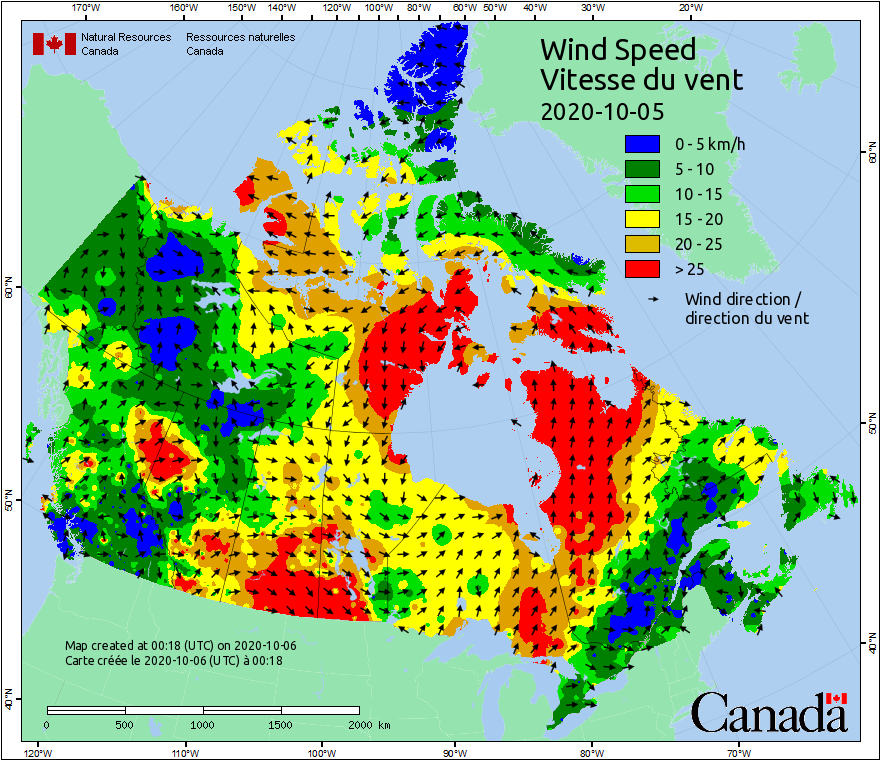 170°W 160°W 150°W 140°W 130°W 120°W 110°W 100°W 90°W 80°W 70°W 60°W 50°W 40°W 30°W 20°W
Natural Resources Canada
Ressources naturelles Canada
Wind Speed
Vitesse du vent
2020-10-05
0 - 5 km/h
5 - 10
10 - 15
15 - 20
20 - 25
> 25
Wind direction /
direction du vent
60°N
60°N
50°N
50°N
40°N
40°N
Map created at 00:18 (UTC) on 2020-10-06
Carte créée le 2020-10-06 (UTC) à 00:18
0 500 1000 1500 2000 km
Canada
120°W 110°W 100°W 90°W 80°W 70°W